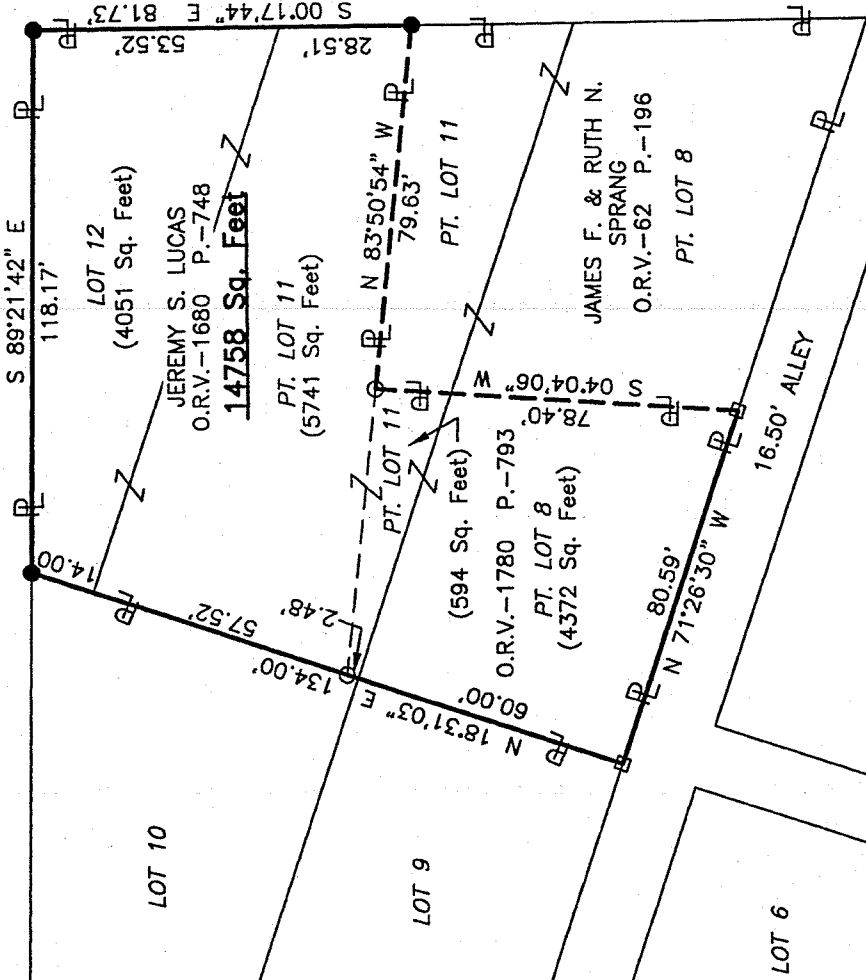 S 89°21'42" E
118.17'
S 00°17'44" E 81.73'
53.52'
28.51'
LOT 12
(4051 Sq. Feet)
JEREMY S. LUCAS
O.R.V.-1680 P.-748
14758 Sq. Feet
PT. LOT 11
(5741 Sq. Feet)
N 83°50'54" W
79.63'
PT. LOT 11
JAMES F. & RUTH N.
SPRANG
O.R.V.-62 P.-196
PT. LOT 8
14.00'
57.52'
2.48'
134.00'
N 18°31'03" E
60.00'
PT. LOT 11
(594 Sq. Feet)
O.R.V.-1780 P.-793
PT. LOT 8
(4372 Sq. Feet)
S 04°04'06" W
78.40'
80.59'
N 71°26'30" W
16.50' ALLEY
LOT 10
LOT 9
LOT 6